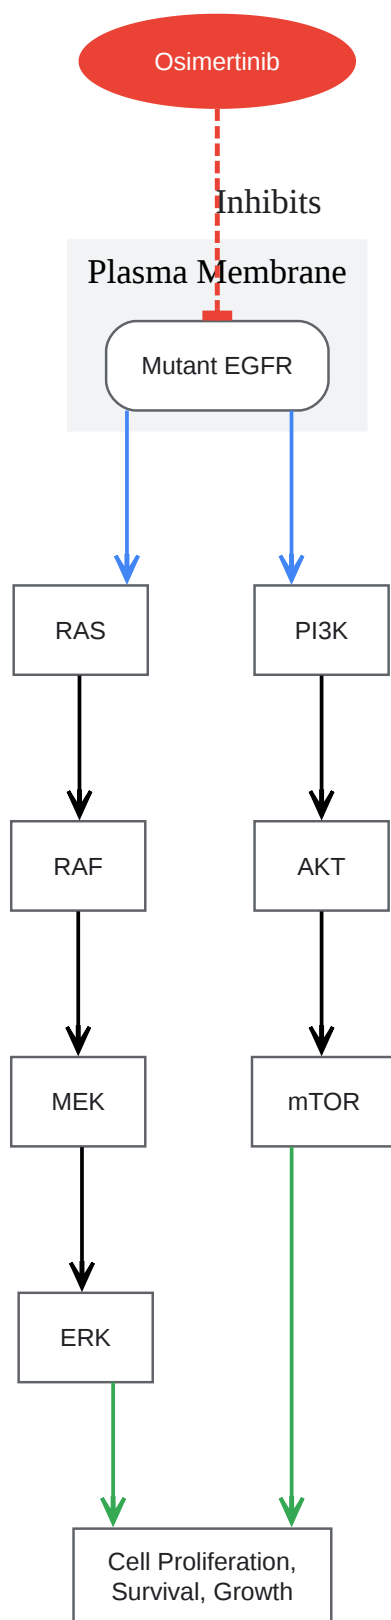 Osimertinib
Inhibits
Plasma Membrane
Mutant EGFR
RAS
PI3K
RAF
AKT
MEK
mTOR
ERK
Cell Proliferation,
Survival, Growth